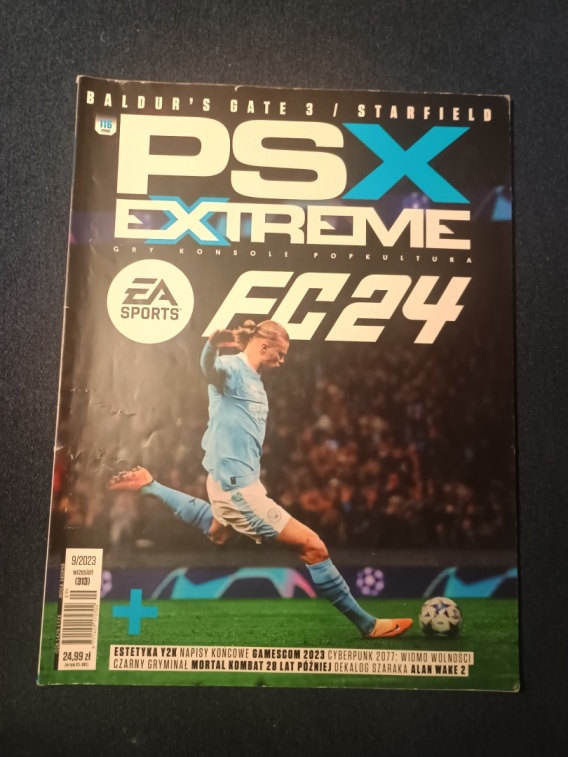 BALDUR'S GATE 3 / STARFIELD
116
PSX
EXTREME
GRY KONSOLE POPKULTURA
EA
SPORTS
FC24
9/2023
WRZESIEŃ
(313)
24,99 zł
ESTETYKA Y2K NAPISY KOŃCOWE GAMESCOM 2023 CYBERPUNK 2077: WIDMO WOLNOŚCI
CZARNY GRYMINAŁ MORTAL KOMBAT 28 LAT PÓŹNIEJ DEKALOG SZARAKA ALAN WAKE 2